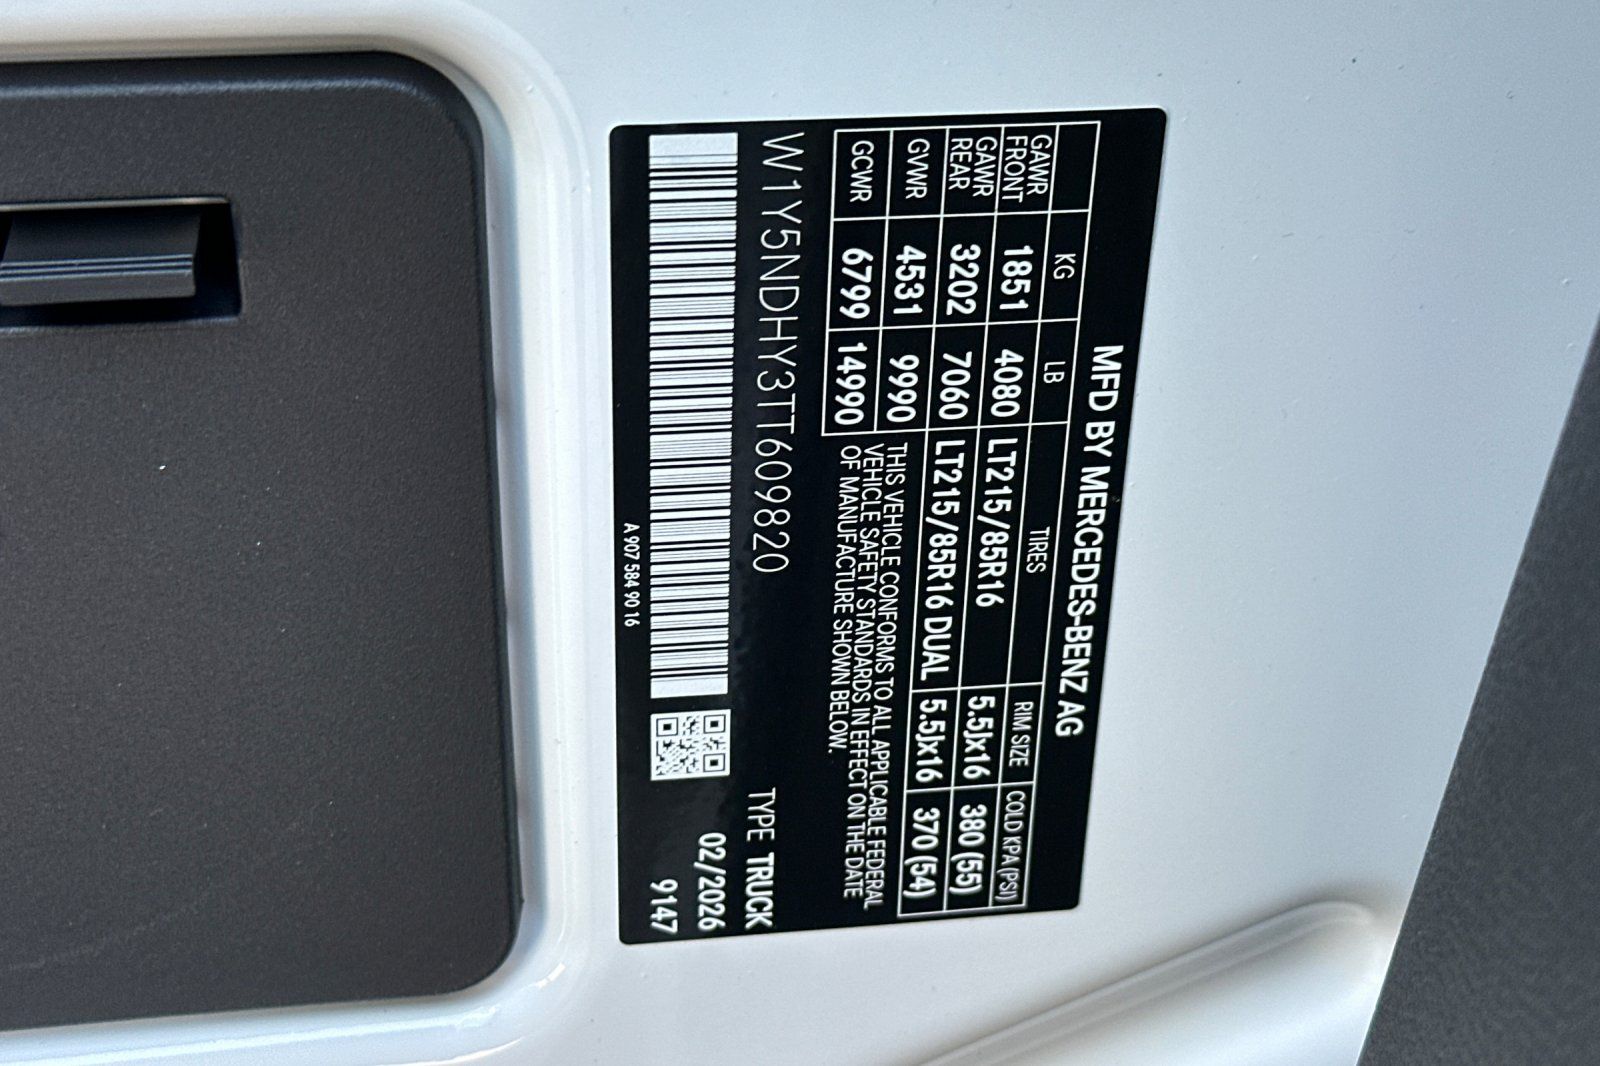 MFD BY MERCEDES-BENZ AG
KG LB TIRES RIM SIZE COLD KPA (PSI)
GAWR FRONT 1851 4080 LT215/85R16 5.5Jx16 380 (55)
GAWR REAR 3202 7060 LT215/85R16 DUAL 5.5Jx16 370 (54)
GVWR 4531 9990
GCWR 6799 14990
THIS VEHICLE CONFORMS TO ALL APPLICABLE FEDERAL
VEHICLE SAFETY STANDARDS IN EFFECT ON THE DATE
OF MANUFACTURE SHOWN BELOW.
W1Y5NDHY3TT609820
TYPE TRUCK
02/2026
9147
A 907 584 90 16